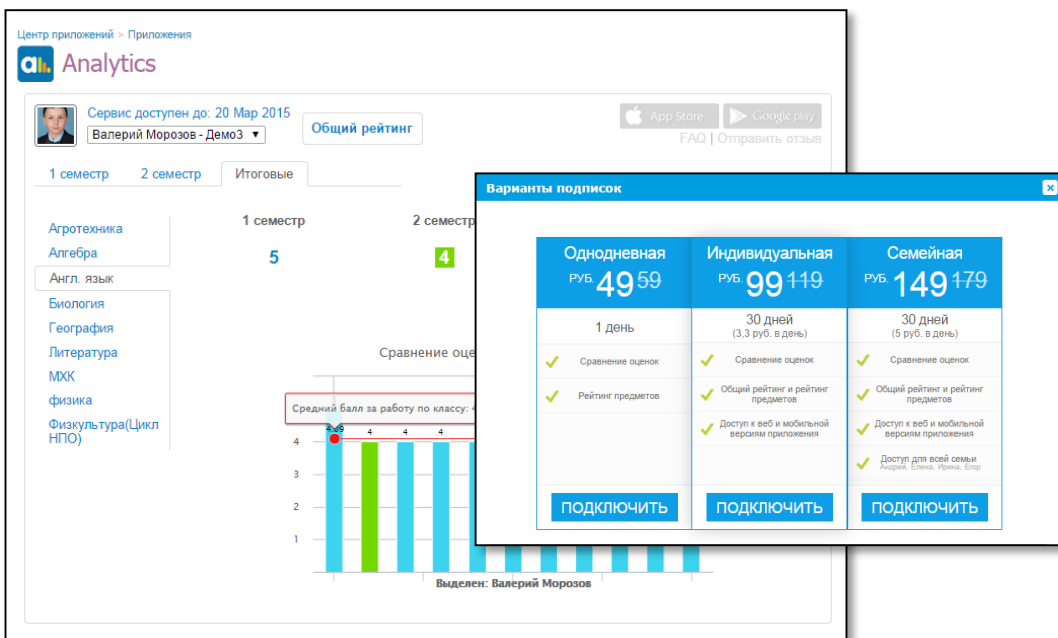 Центр приложений > Приложения
Analytics
Сервис доступен до: 20 Мар 2015
Валерий Морозов - Демо3
Общий рейтинг
App Store
Google play
FAQ | Отправить отзыв
1 семестр
2 семестр
Итоговые
Агротехника
Алгебра
Англ. язык
Биология
География
Литература
МХК
физика
Физкультура(Цикл
НПО)
1 семестр
2 семестр
5
4
Сравнение оце
Средний балл за работу по классу: 4
4.09
4
4
4
4
3
2
1
Выделен: Валерий Морозов
Варианты подписок
Однодневная
РУБ. 49 59
1 день
Сравнение оценок
Рейтинг предметов
ПОДКЛЮЧИТЬ
Индивидуальная
РУБ. 99 119
30 дней
(3,3 руб. в день)
Сравнение оценок
Общий рейтинг и рейтинг
предметов
Доступ к веб и мобильной
версиям приложения
ПОДКЛЮЧИТЬ
Семейная
РУБ. 149 179
30 дней
(5 руб. в день)
Сравнение оценок
Общий рейтинг и рейтинг
предметов
Доступ к веб и мобильной
версиям приложения
Доступ для всей семьи
Андрей, Елена, Ирина, Егор
ПОДКЛЮЧИТЬ